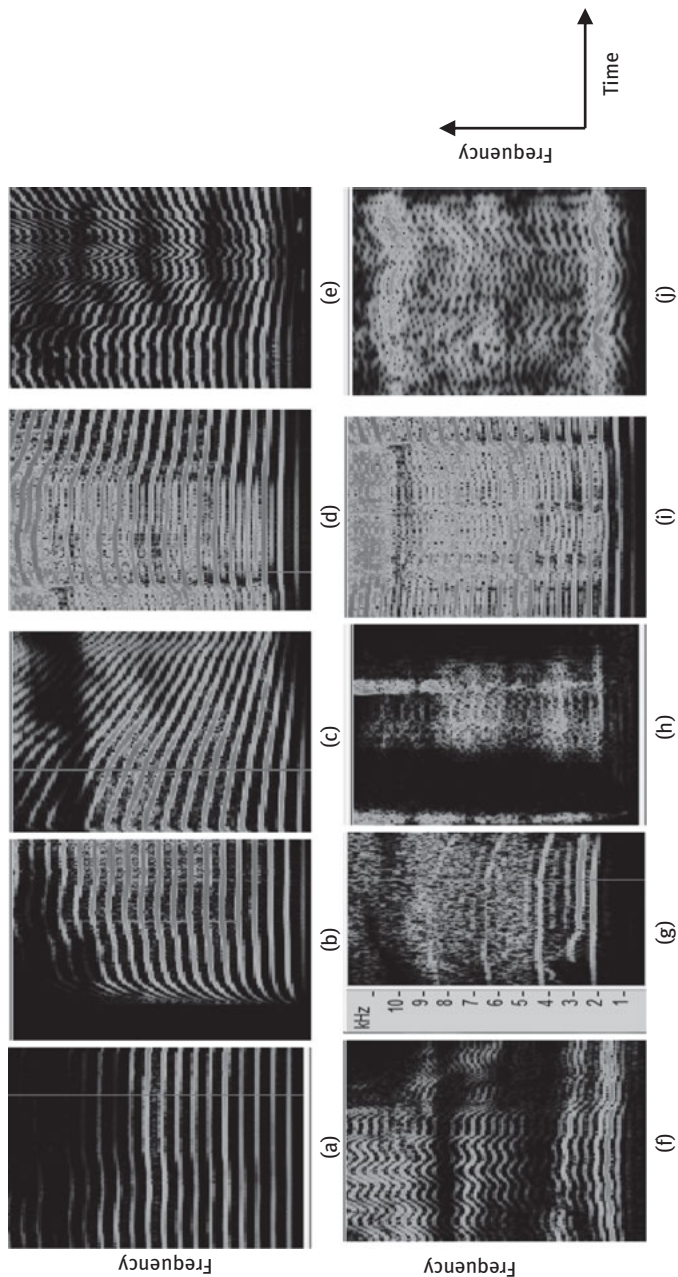 Frequency
(a)
(b)
(c)
(d)
(e)
Frequency
(f)
kHz
10
9
8
7
6
5
4
3
2
1
(g)
(h)
(i)
(j)
Frequency
Time